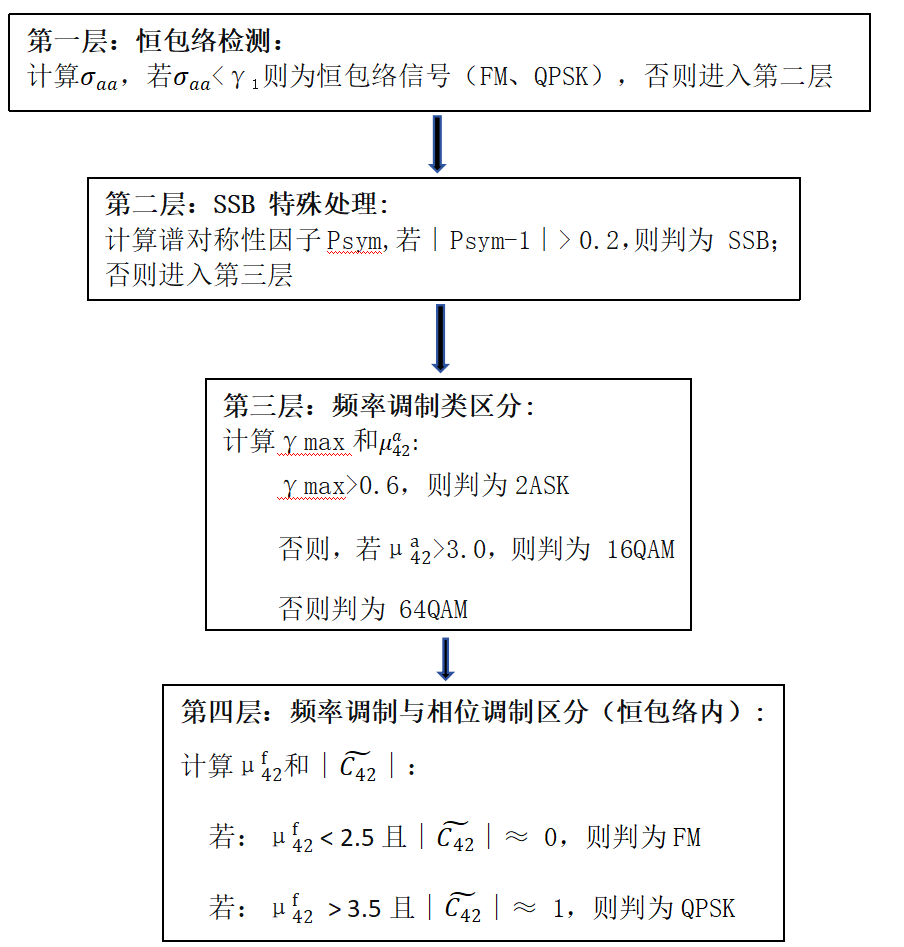 第一层：恒包络检测：
计算σaa，若σaa<γ1则为恒包络信号（FM、QPSK），否则进入第二层
第二层：SSB 特殊处理:
计算谱对称性因子Psym,若|Psym-1|>0.2,则判为 SSB;
否则进入第三层
第三层：频率调制类区分:
计算γmax和μ^a_42:
γmax>0.6，则判为2ASK
否则，若μ^a_42>3.0，则判为 16QAM
否则判为 64QAM
第四层：频率调制与相位调制区分（恒包络内）:
计算μ^f_42和|C̃42|：
若：μ^f_42<2.5且|C̃42|≈ 0，则判为FM
若：μ^f_42 >3.5且|C̃42|≈ 1，则判为QPSK